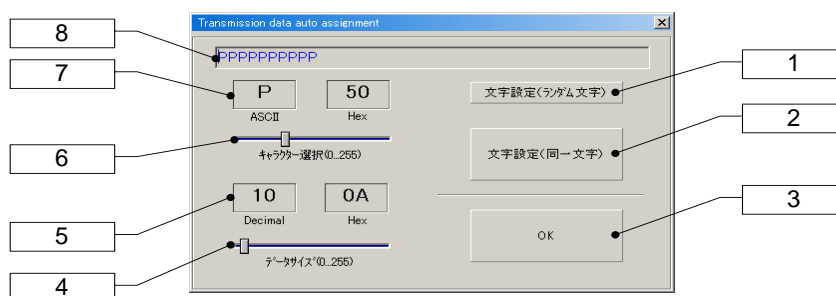 Transmission data auto assignment
8
PPPPPPPPPP
7
P
50
ASCII
Hex
文字設定(ランダム文字)
1
2
文字設定(同一文字)
6
キャラクター選択(0...255)
3
10
0A
Decimal
Hex
5
OK
4
データサイズ(0...255)